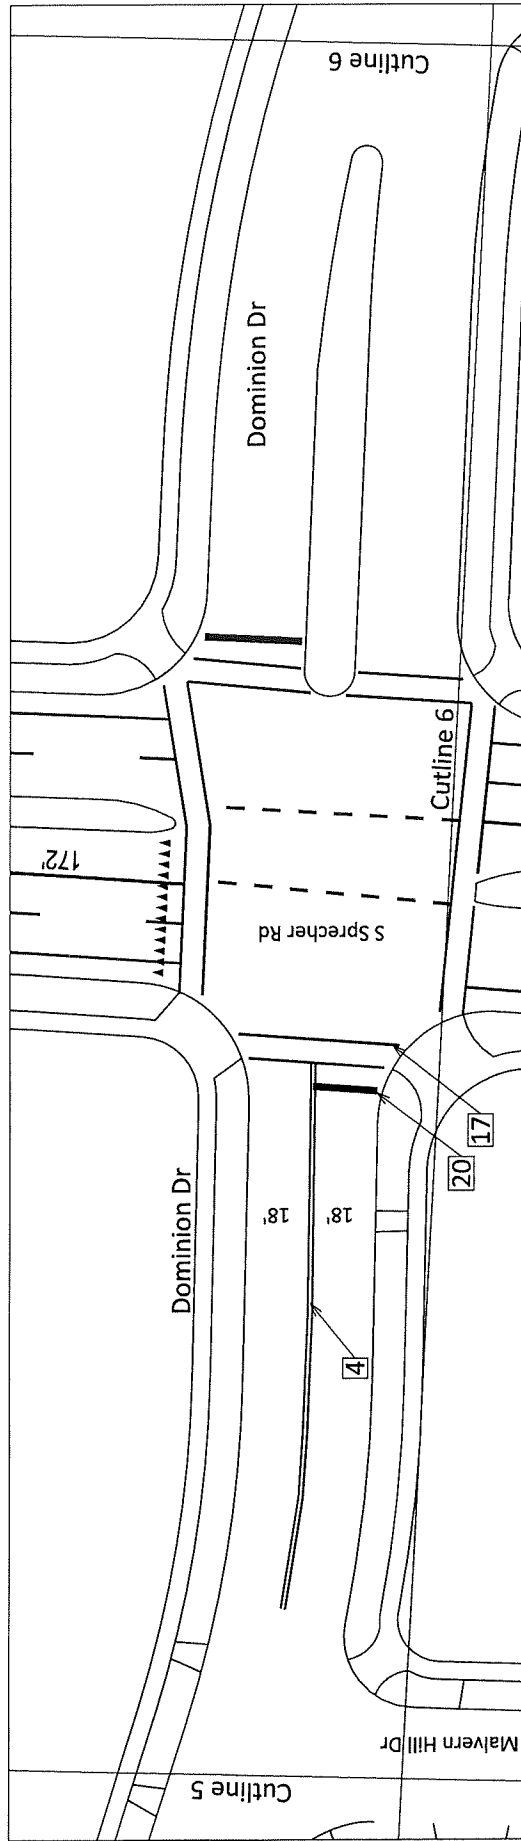 Cutline 6
Dominion Dr
Cutline 6
172'
S Sprecher Rd
17
20
Dominion Dr
18'
18'
4
Malvern Hill Dr
Cutline 5